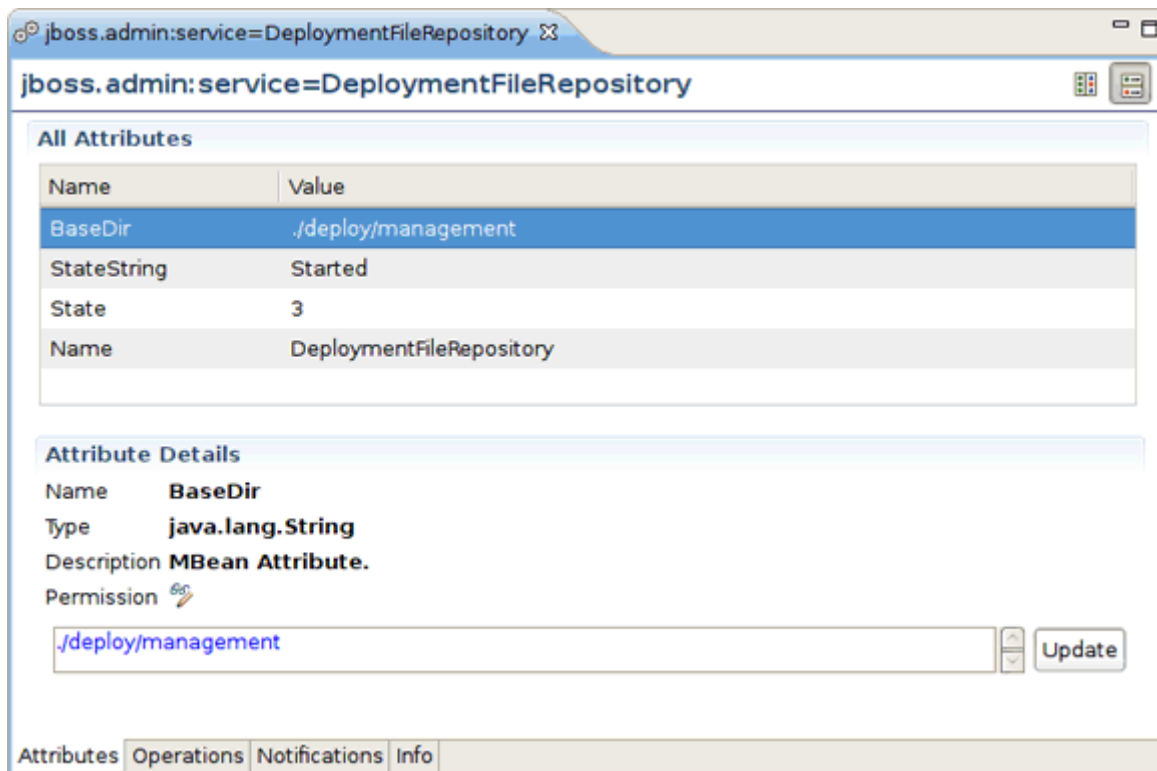 jboss.admin:service=DeploymentFileRepository
jboss.admin:service=DeploymentFileRepository
All Attributes
Name Value
BaseDir ./deploy/management
StateString Started
State 3
Name DeploymentFileRepository
Attribute Details
Name BaseDir
Type java.lang.String
Description MBean Attribute.
Permission
./deploy/management Update
Attributes Operations Notifications Info